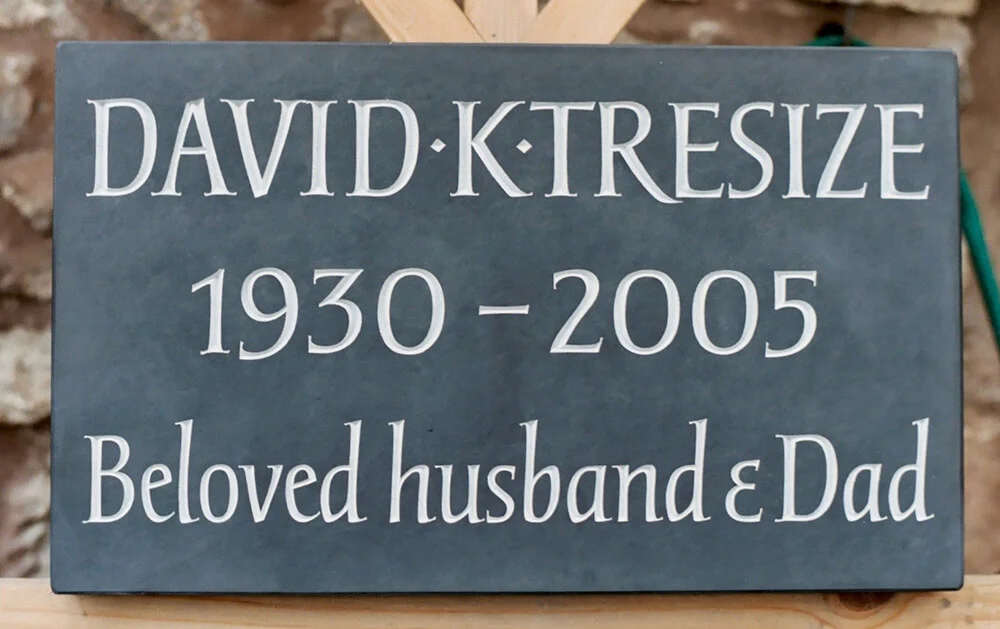 DAVID·K·TRESIZE
1930 – 2005
Beloved husband & Dad